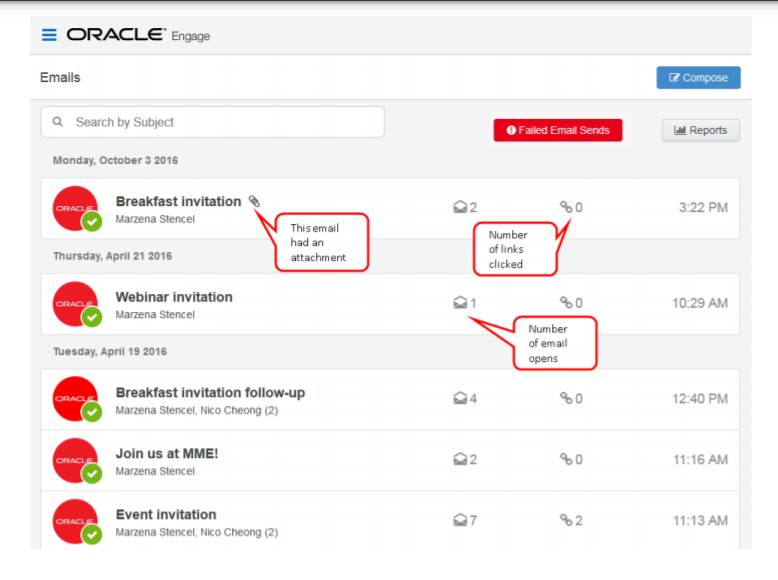 ORACLE Engage
Emails
Compose
Search by Subject
Failed Email Sends
Reports
Monday, October 3 2016
ORACLE
Breakfast invitation
Marzena Stencel
2
0
3:22 PM
This email
had an
attachment
Number
of links
clicked
Thursday, April 21 2016
ORACLE
Webinar invitation
Marzena Stencel
1
0
10:29 AM
Number
of email
opens
Tuesday, April 19 2016
ORACLE
Breakfast invitation follow-up
Marzena Stencel, Nico Cheong (2)
4
0
12:40 PM
ORACLE
Join us at MME!
Marzena Stencel
2
0
11:16 AM
ORACLE
Event invitation
Marzena Stencel, Nico Cheong (2)
7
2
11:13 AM